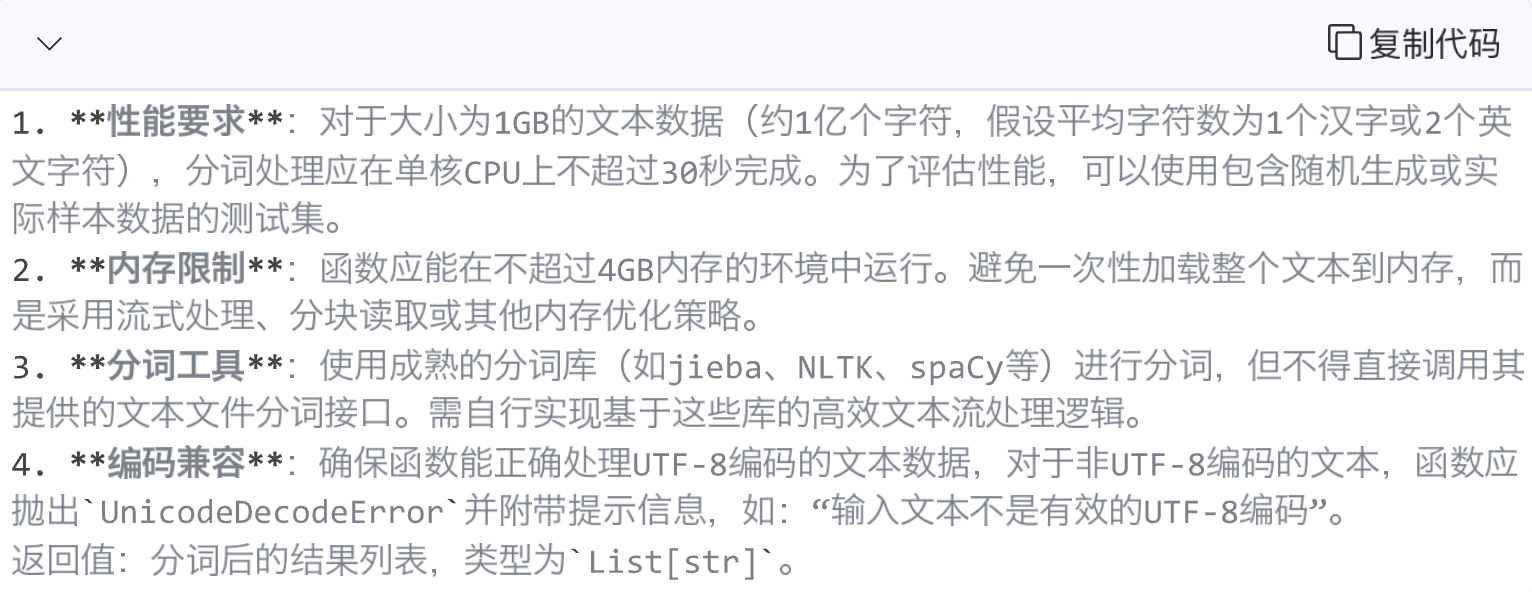 复制代码
1. **性能要求**：对于大小为1GB的文本数据（约1亿个字符，假设平均字符数为1个汉字或2个英
文字符），分词处理应在单核CPU上不超过30秒完成。为了评估性能，可以使用包含随机生成或实
际样本数据的测试集。
2. **内存限制**：函数应能在不超过4GB内存的环境中运行。避免一次性加载整个文本到内存，而
是采用流式处理、分块读取或其他内存优化策略。
3. **分词工具**：使用成熟的分词库（如jieba、NLTK、spaCy等）进行分词，但不得直接调用其
提供的文本文件分词接口。需自行实现基于这些库的高效文本流处理逻辑。
4. **编码兼容**：确保函数能正确处理UTF-8编码的文本数据，对于非UTF-8编码的文本，函数应
抛出`UnicodeDecodeError`并附带提示信息，如：“输入文本不是有效的UTF-8编码”。
返回值：分词后的结果列表，类型为`List[str]`。